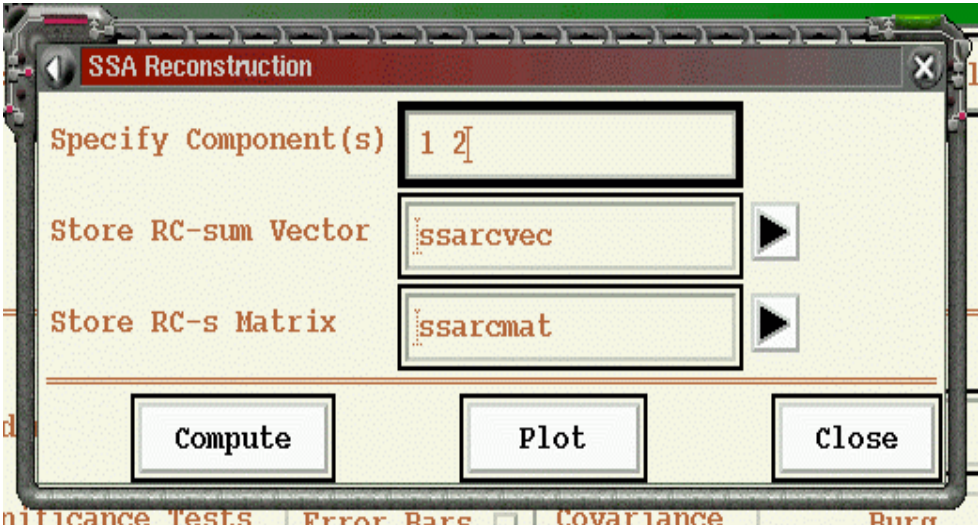 SSA Reconstruction
Specify Component(s) 1 2
Store RC-sum Vector ssarcvec
Store RC-s Matrix ssarcmat
Compute Plot Close
Tests Error Bars Covariance Burg